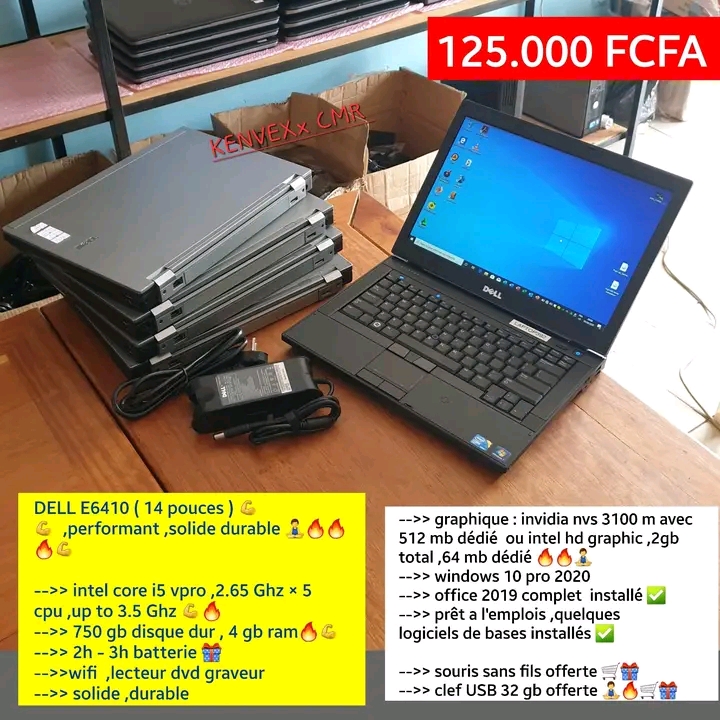 125.000 FCFA
KENVEXx CMR
DELL
DELL
LAPTOP237
DELL E6410 ( 14 pouces ) 💪
💪 ,performant ,solide durable 🧘‍♂️🔥🔥
🔥💪
-->> intel core i5 vpro ,2.65 Ghz × 5
cpu ,up to 3.5 Ghz 💪🔥
-->> 750 gb disque dur , 4 gb ram🔥💪
-->> 2h - 3h batterie 🎁
-->>wifi ,lecteur dvd graveur
-->> solide ,durable
-->> graphique : invidia nvs 3100 m avec
512 mb dédié ou intel hd graphic ,2gb
total ,64 mb dédié 🔥🔥🧘‍♂️
-->> windows 10 pro 2020
-->> office 2019 complet installé ✅
-->> prêt a l'emplois ,quelques
logiciels de bases installés ✅
-->> souris sans fils offerte 🛒🎁
-->> clef USB 32 gb offerte 🧘‍♂️🔥🛒🎁